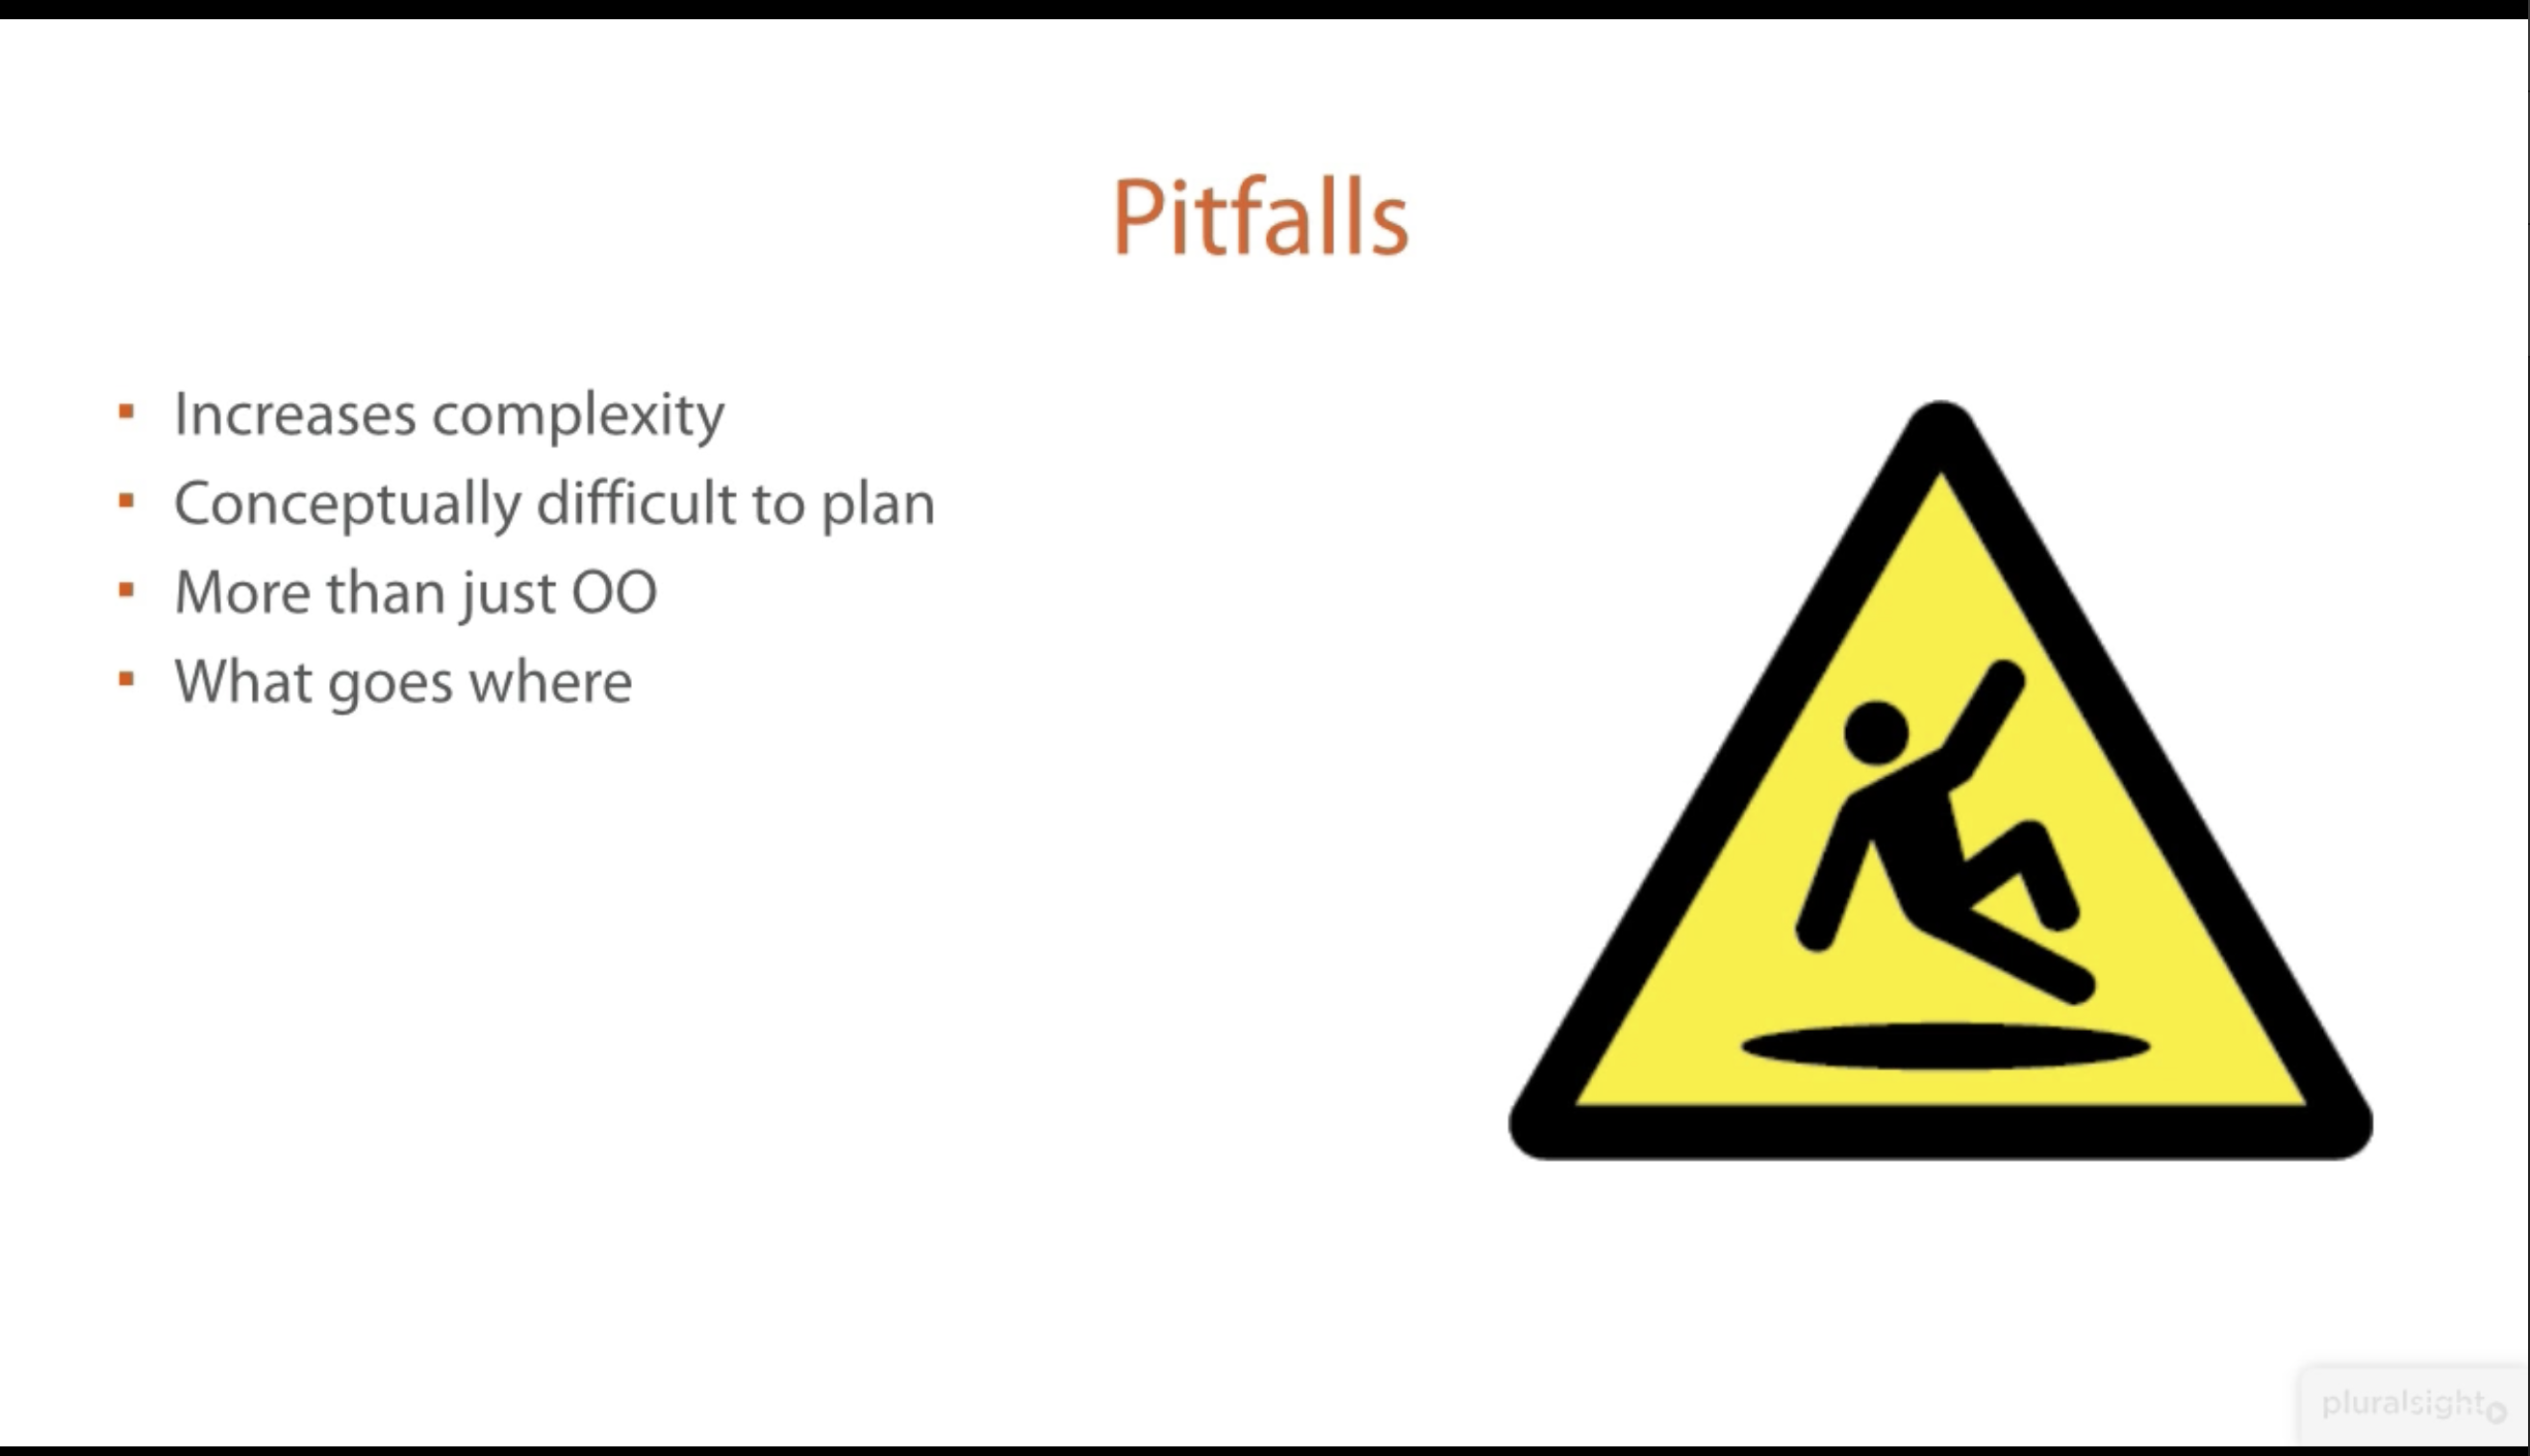 Pitfalls
Increases complexity
Conceptually difficult to plan
More than just OO
What goes where
pluralsight